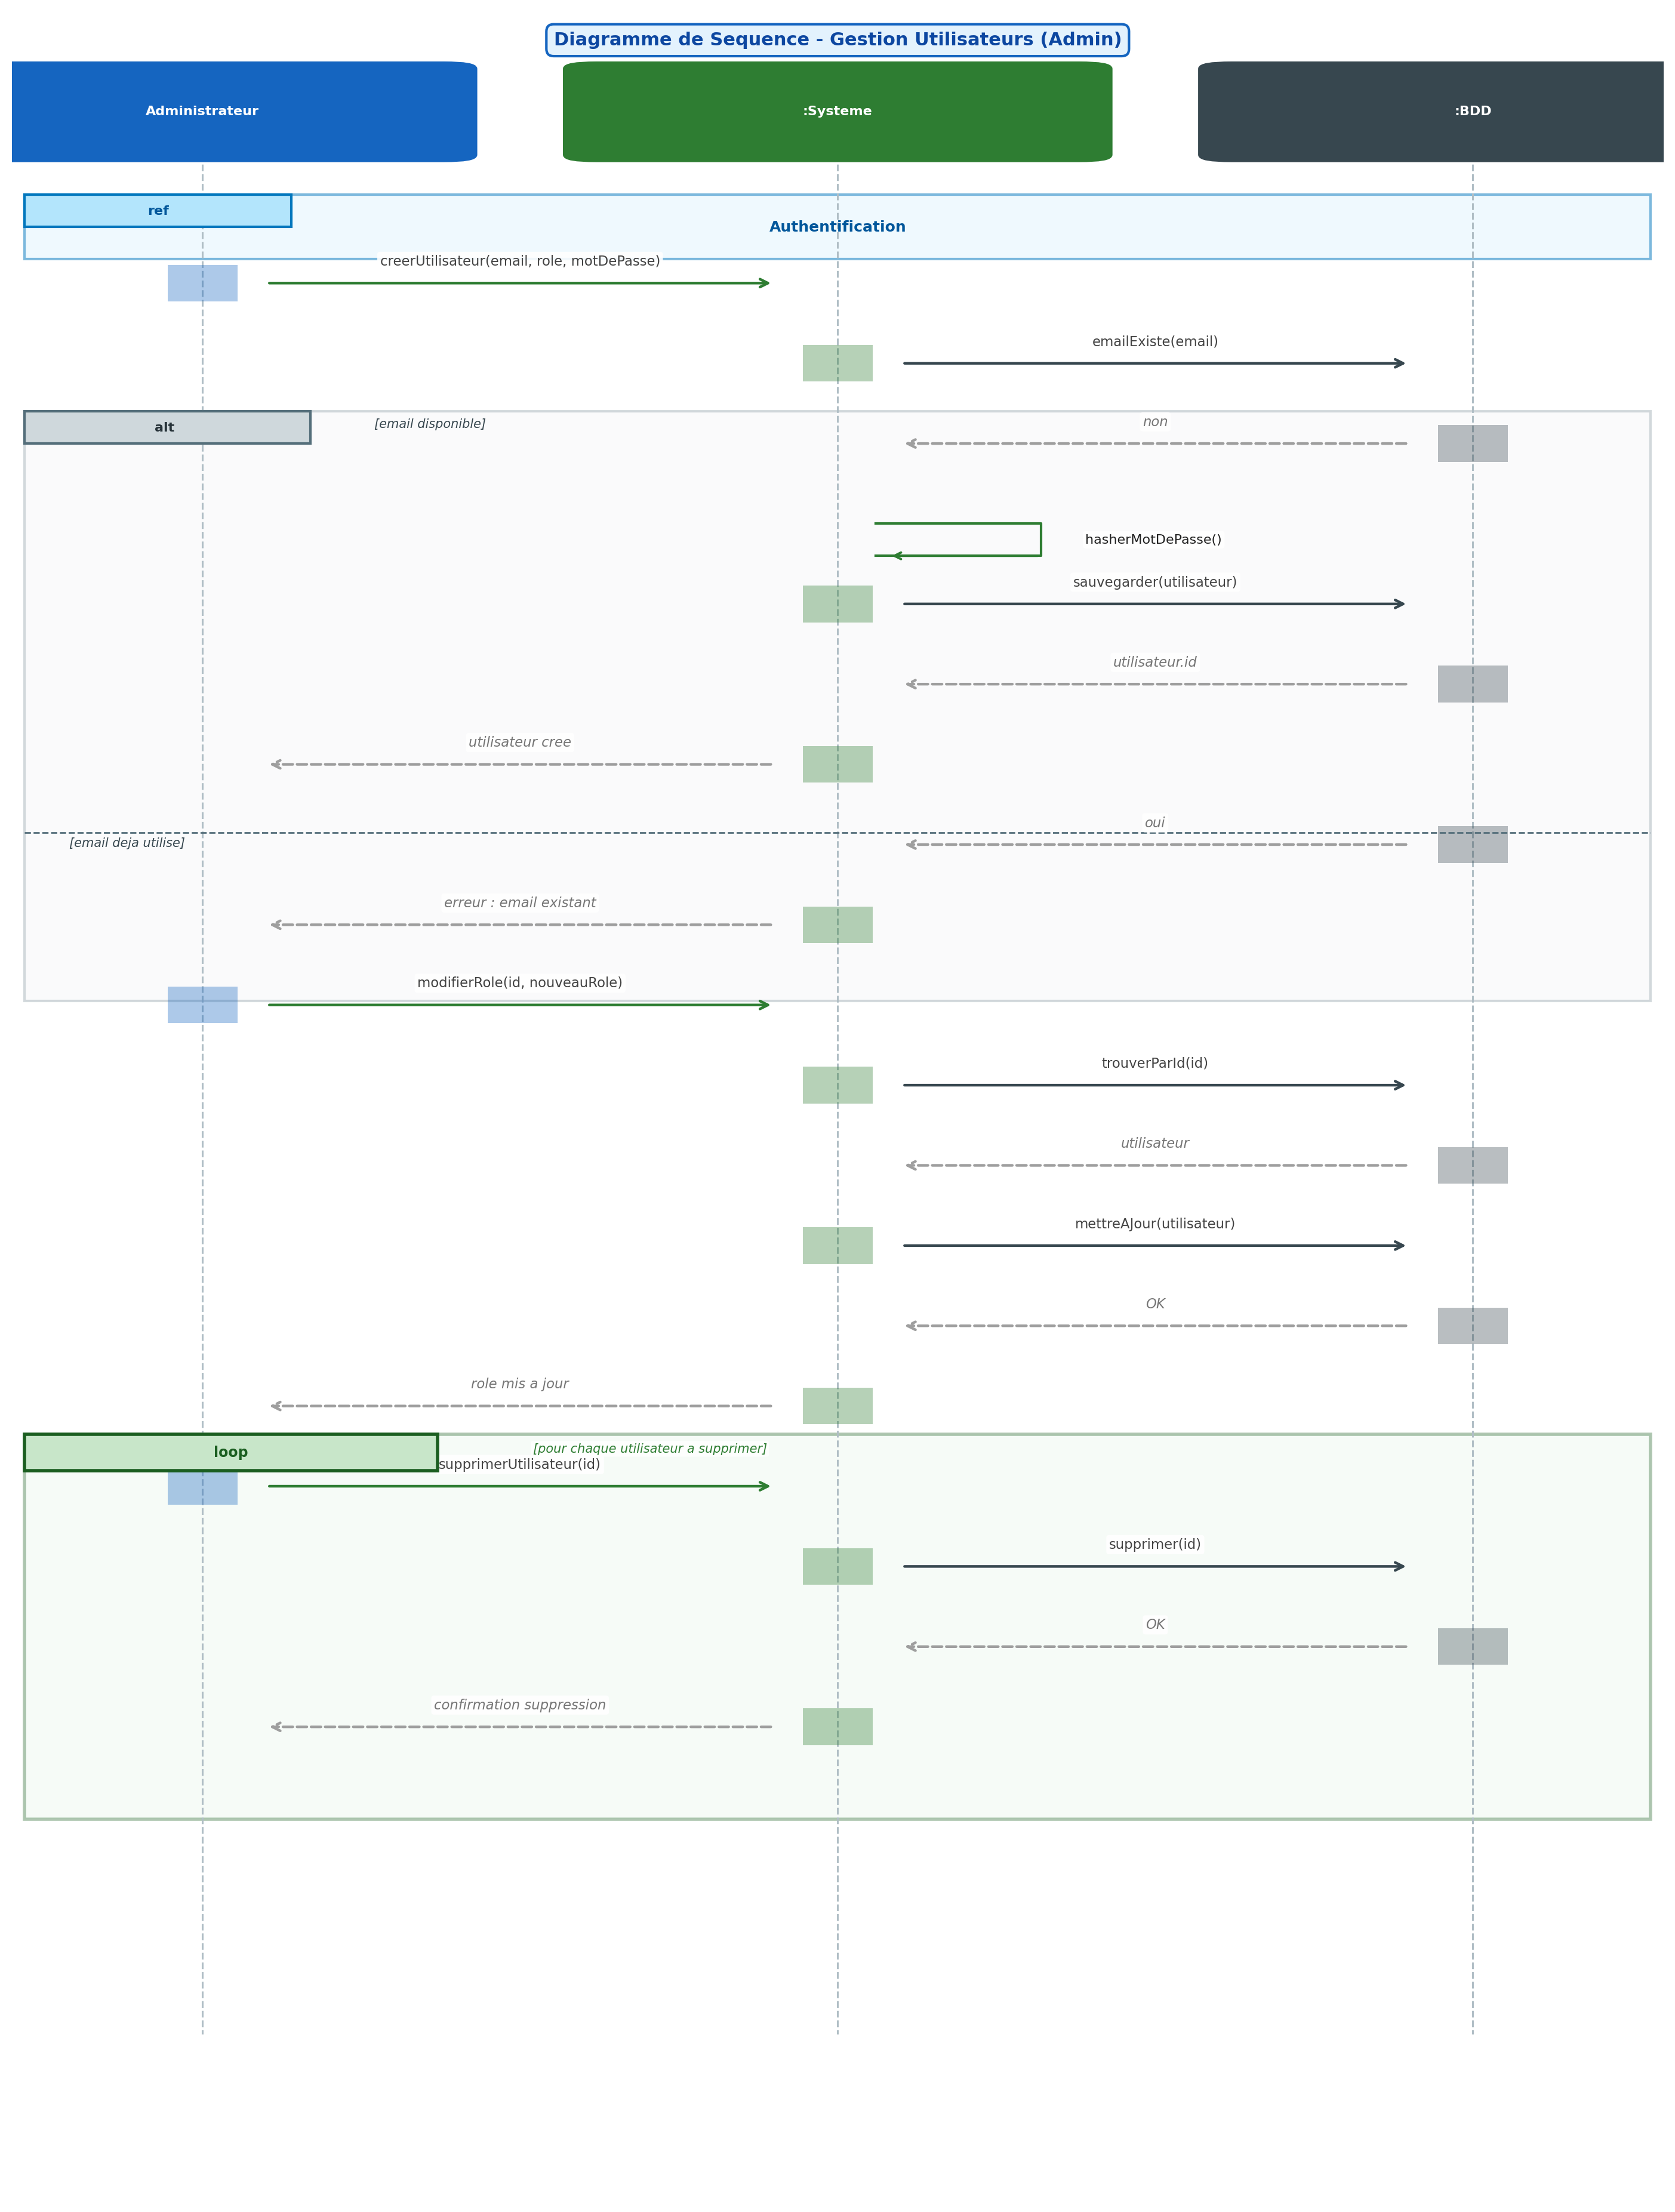 Diagramme de Sequence - Gestion Utilisateurs (Admin)
Administrateur
:Systeme
:BDD
ref
Authentification
creerUtilisateur(email, role, motDePasse)
emailExiste(email)
alt
[email disponible]
non
hasherMotDePasse()
sauvegarder(utilisateur)
utilisateur.id
utilisateur cree
oui
[email deja utilise]
erreur : email existant
modifierRole(id, nouveauRole)
trouverParId(id)
utilisateur
mettreAJour(utilisateur)
OK
role mis a jour
loop
[pour chaque utilisateur a supprimer]
supprimerUtilisateur(id)
supprimer(id)
OK
confirmation suppression